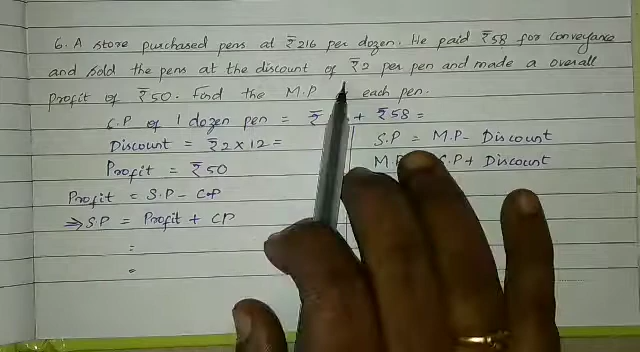 6. A store purchased pens at ₹216 per dozen. He paid ₹58 for conveyance
and sold the pens at the discount of ₹2 per pen and made a overall
Profit of ₹50. Find the M.P each pen.
C.P of 1 dozen pen = ₹ + ₹58 =
Discount = ₹2 × 12 =
S.P = M.P - Discount
Profit = ₹50
M.P C.P + Discount
Profit = S.P - C.P
⇒ S.P = Profit + CP
=
=